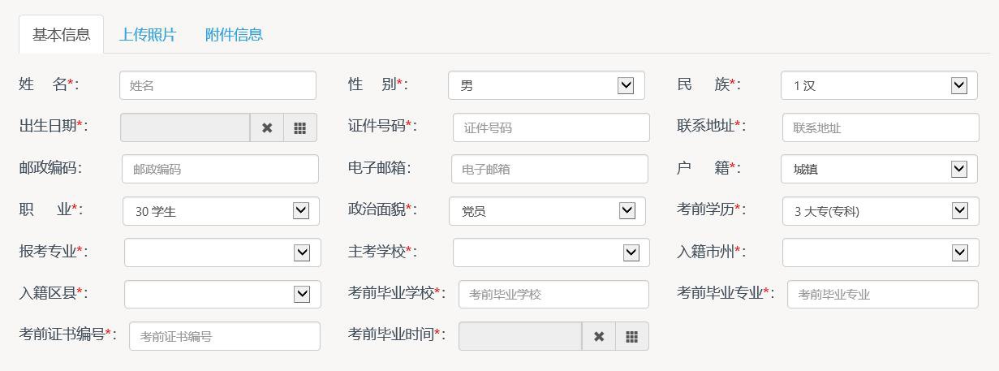 基本信息 上传照片 附件信息
姓 名*： 姓名 性 别*： 男 民 族*： 1 汉
出生日期*： 证件号码*： 证件号码 联系地址*： 联系地址
邮政编码： 邮政编码 电子邮箱： 电子邮箱 户 籍*： 城镇
职 业*： 30 学生 政治面貌*： 党员 考前学历*： 3 大专(专科)
报考专业*： 主考学校*： 入籍市州*：
入籍区县*： 考前毕业学校*： 考前毕业学校 考前毕业专业*： 考前毕业专业
考前证书编号*： 考前证书编号 考前毕业时间*：